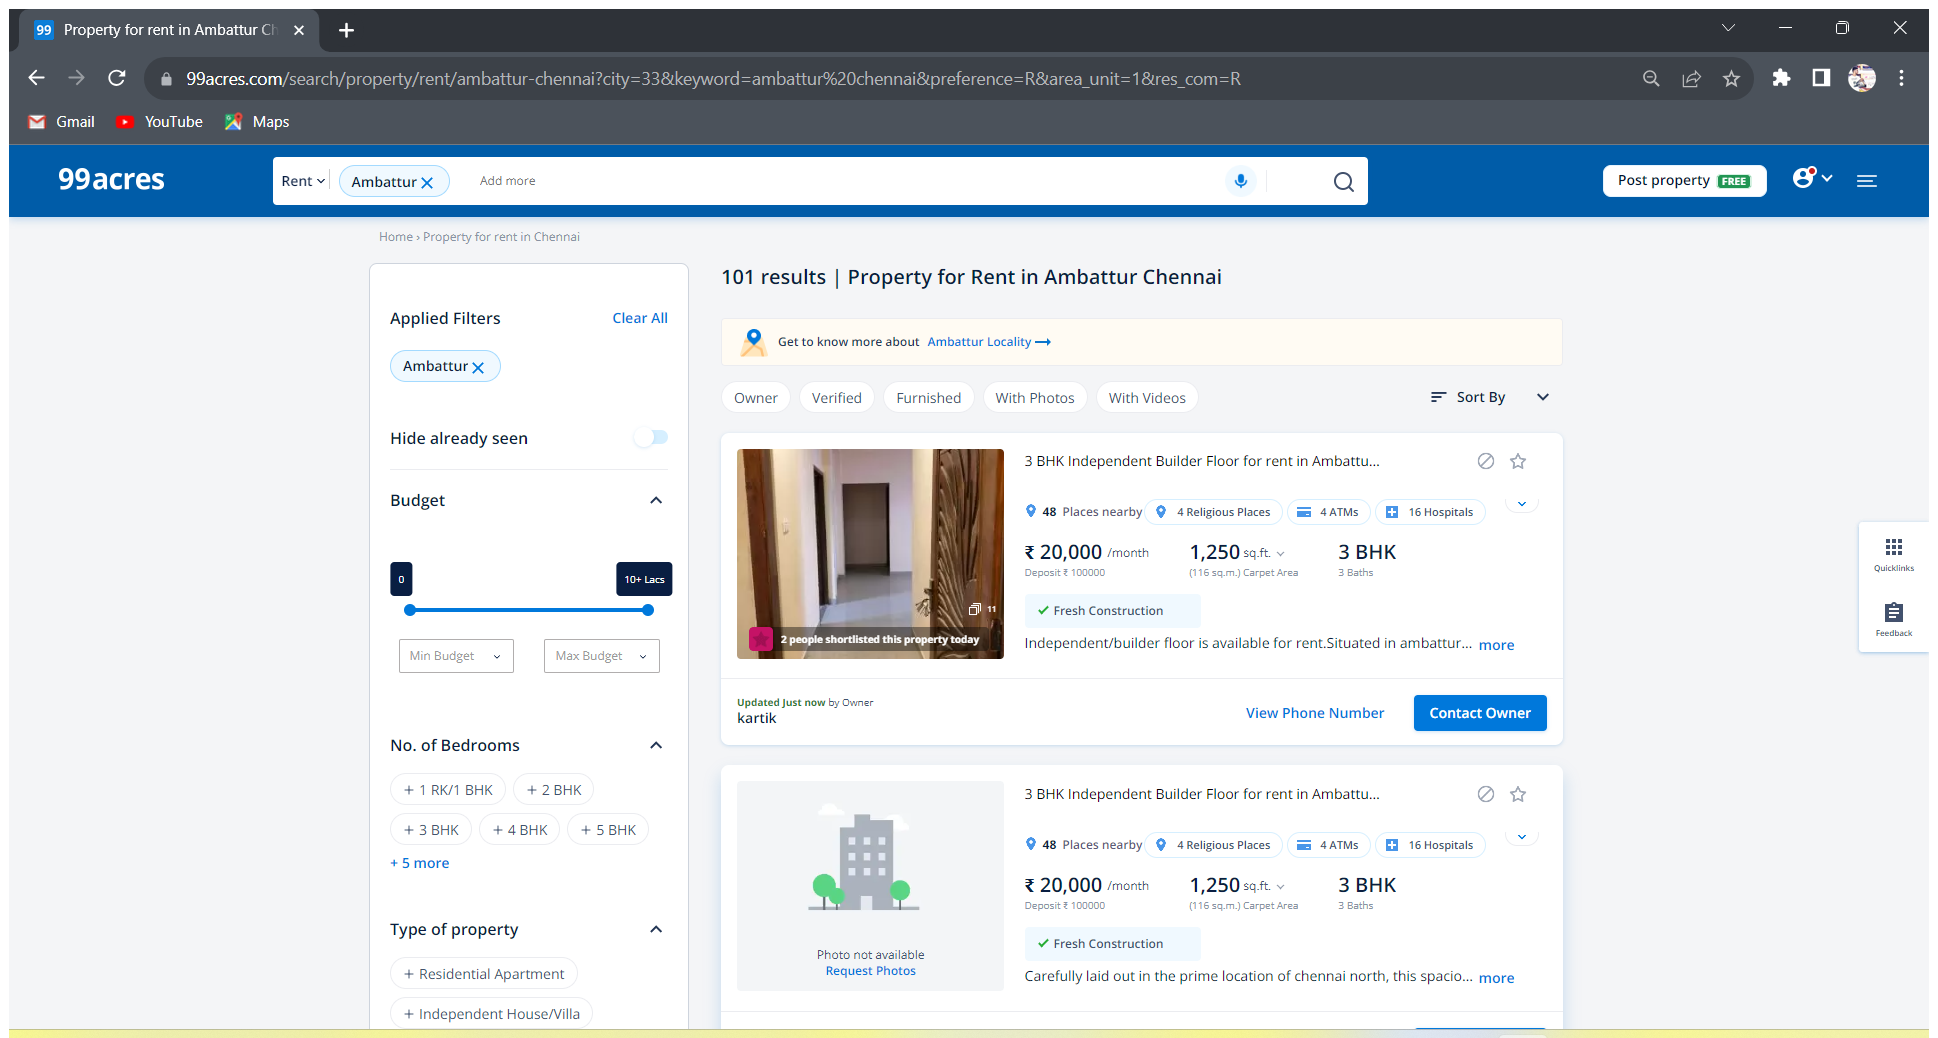 99 Property for rent in Ambattur Ch
99acres.com/search/property/rent/ambattur-chennai?city=33&keyword=ambattur%20chennai&preference=R&area_unit=1&res_com=R
Gmail YouTube Maps
99acres Rent Ambattur Add more Post property FREE
Home › Property for rent in Chennai
Applied Filters Clear All
Ambattur
Hide already seen
Budget
0 10+ Lacs
Min Budget Max Budget
No. of Bedrooms
+ 1 RK/1 BHK + 2 BHK
+ 3 BHK + 4 BHK + 5 BHK
+ 5 more
Type of property
+ Residential Apartment
+ Independent House/Villa
101 results | Property for Rent in Ambattur Chennai
Get to know more about Ambattur Locality
Owner Verified Furnished With Photos With Videos Sort By
11
2 people shortlisted this property today
3 BHK Independent Builder Floor for rent in Ambattu...
48 Places nearby 4 Religious Places 4 ATMs 16 Hospitals
₹ 20,000 /month 1,250 sq.ft. 3 BHK
Deposit ₹ 100000 (116 sq.m.) Carpet Area 3 Baths
Fresh Construction
Independent/builder floor is available for rent.Situated in ambattur... more
Updated Just now by Owner
kartik
View Phone Number Contact Owner
Photo not available
Request Photos
3 BHK Independent Builder Floor for rent in Ambattu...
48 Places nearby 4 Religious Places 4 ATMs 16 Hospitals
₹ 20,000 /month 1,250 sq.ft. 3 BHK
Deposit ₹ 100000 (116 sq.m.) Carpet Area 3 Baths
Fresh Construction
Carefully laid out in the prime location of chennai north, this spacio... more
Quicklinks
Feedback